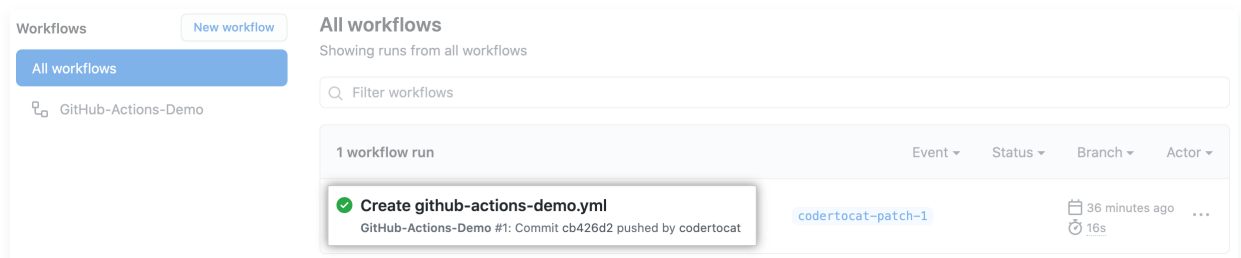 Workflows
New workflow
All workflows
GitHub-Actions-Demo
All workflows
Showing runs from all workflows
Filter workflows
1 workflow run
Event
Status
Branch
Actor
Create github-actions-demo.yml
GitHub-Actions-Demo #1: Commit cb426d2 pushed by codertocat
codertocat-patch-1
36 minutes ago
16s